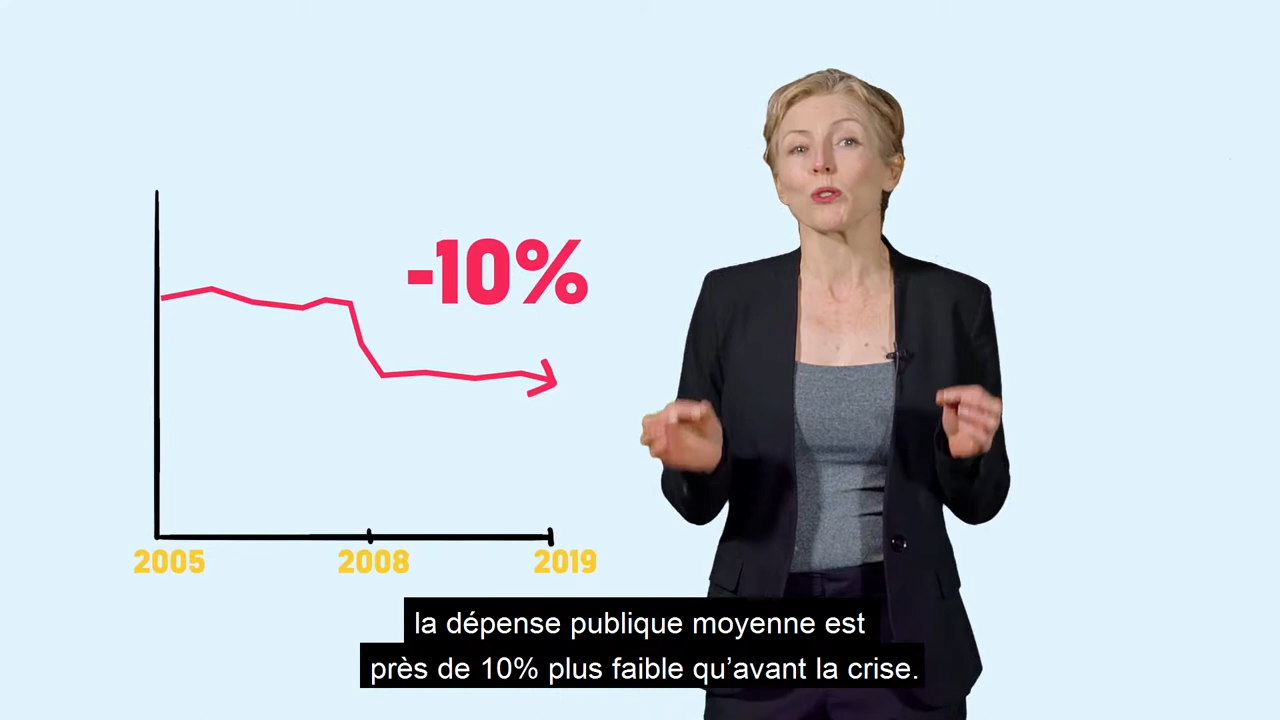 -10%
2005 2008 2019
la dépense publique moyenne est
près de 10% plus faible qu’avant la crise.